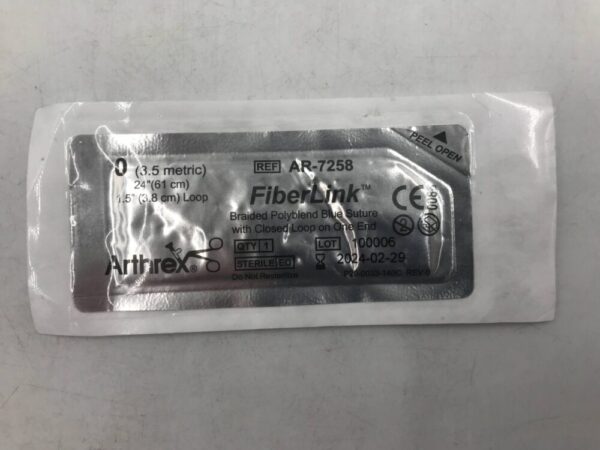 PEEL OPEN
0 (3.5 metric)
24"(61 cm)
1.5" (3.8 cm) Loop
REF AR-7258
FiberLink™
Braided Polyblend Blue Suture
with Closed Loop on One End
CE
QTY 1
LOT 100006
Arthrex®
STERILE EO
2024-02-29
Do Not Resterilize